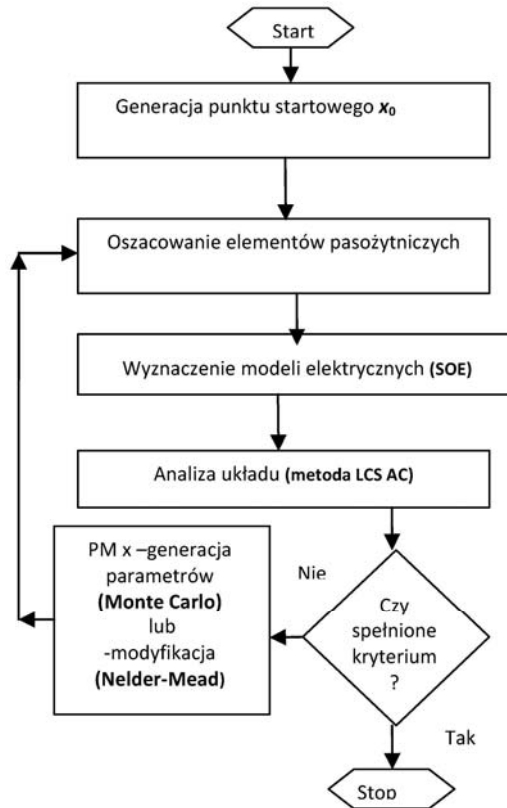 Start
Generacja punktu startowego x₀
Oszacowanie elementów pasożytniczych
Wyznaczenie modeli elektrycznych (SOE)
Analiza układu (metoda LCS AC)
PM x –generacja
parametrów
(Monte Carlo)
lub
-modyfikacja
(Nelder-Mead)
Nie
Czy
spełnione
kryterium
?
Tak
Stop